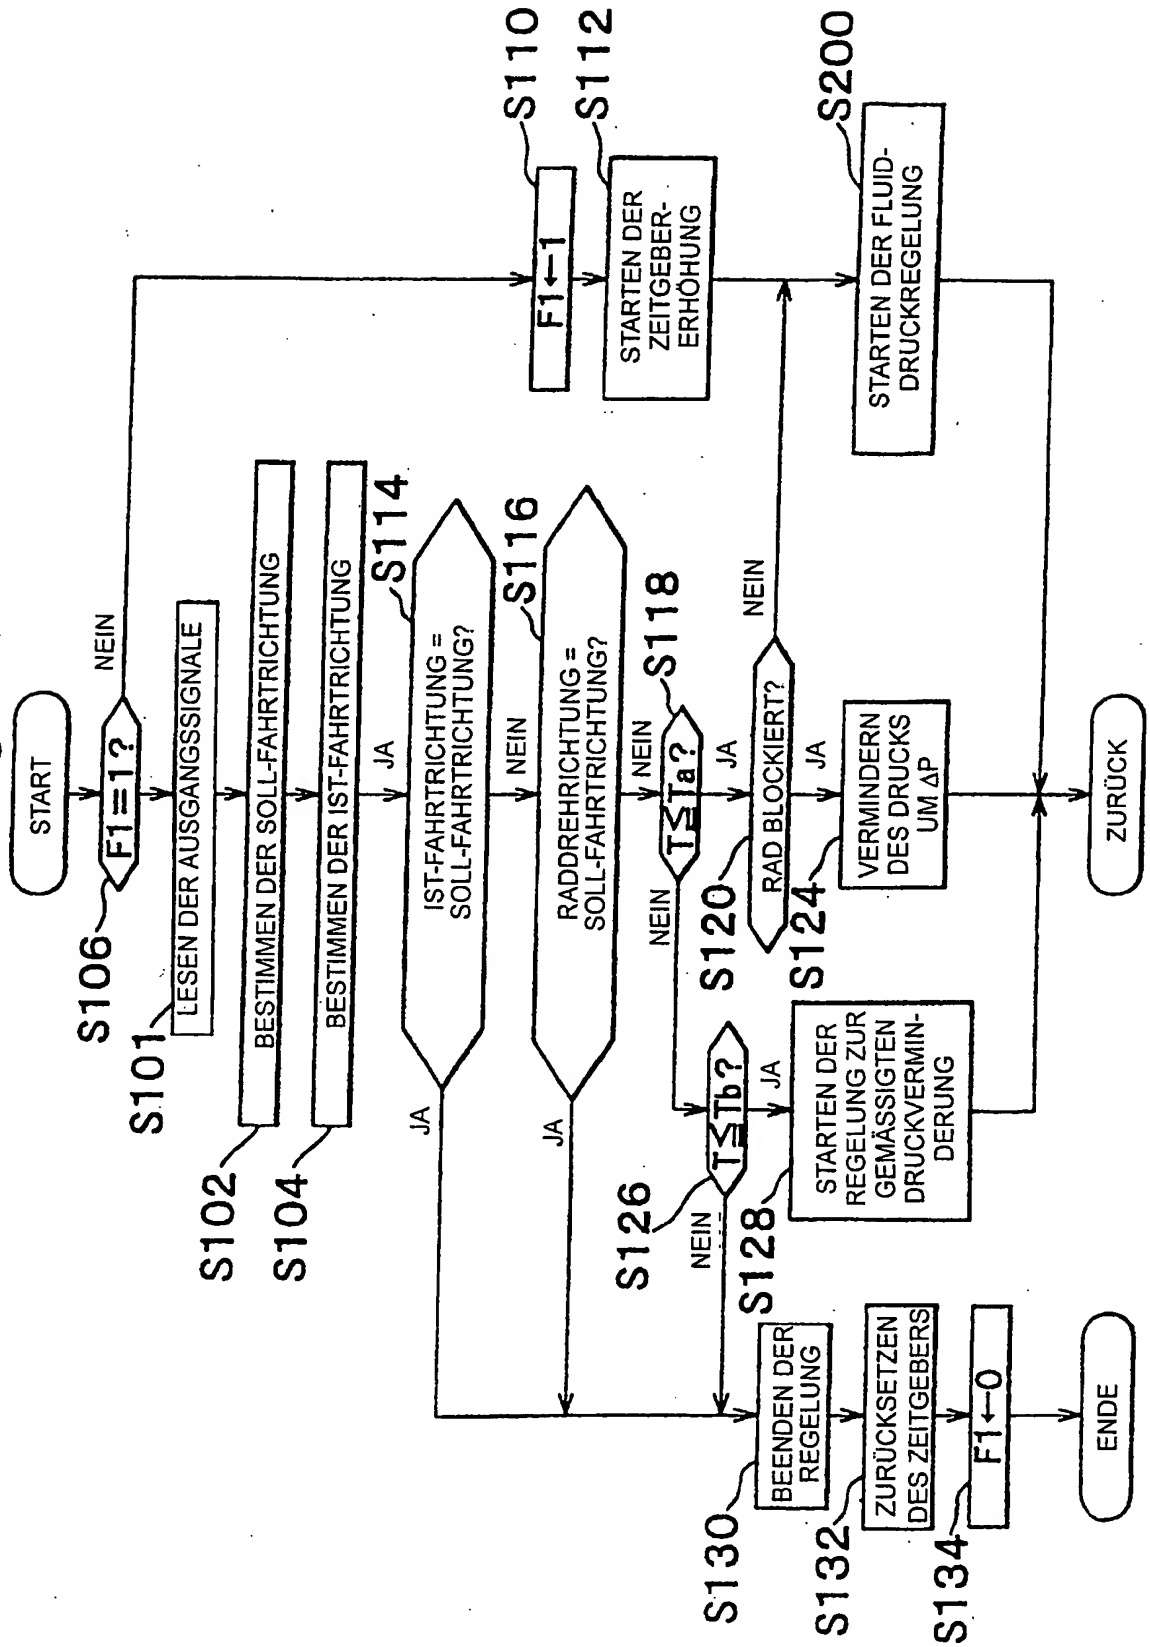 START
S106
F1=1?
NEIN
S101
LESEN DER AUSGANGSSIGNALE
S102
BESTIMMEN DER SOLL-FAHRTRICHTUNG
S104
BESTIMMEN DER IST-FAHRTRICHTUNG
JA
S114
IST-FAHRTRICHTUNG =
SOLL-FAHRTRICHTUNG?
JA
NEIN
S116
RADDREHRICHTUNG =
SOLL-FAHRTRICHTUNG?
JA
NEIN
S110
F1←1
S112
STARTEN DER
ZEITGEBER-
ERHÖHUNG
S118
T≦Ta?
NEIN
JA
S120
RAD BLOCKIERT?
NEIN
JA
S124
VERMINDERN
DES DRUCKS
UM ΔP
S200
STARTEN DER FLUID-
DRUCKREGELUNG
S126
T≦Tb?
NEIN
JA
S128
STARTEN DER
REGELUNG ZUR
GEMÄSSIGTEN
DRUCKVERMIN-
DERUNG
S130
BEENDEN DER
REGELUNG
S132
ZURÜCKSETZEN
DES ZEITGEBERS
S134
F1←0
ENDE
ZURÜCK